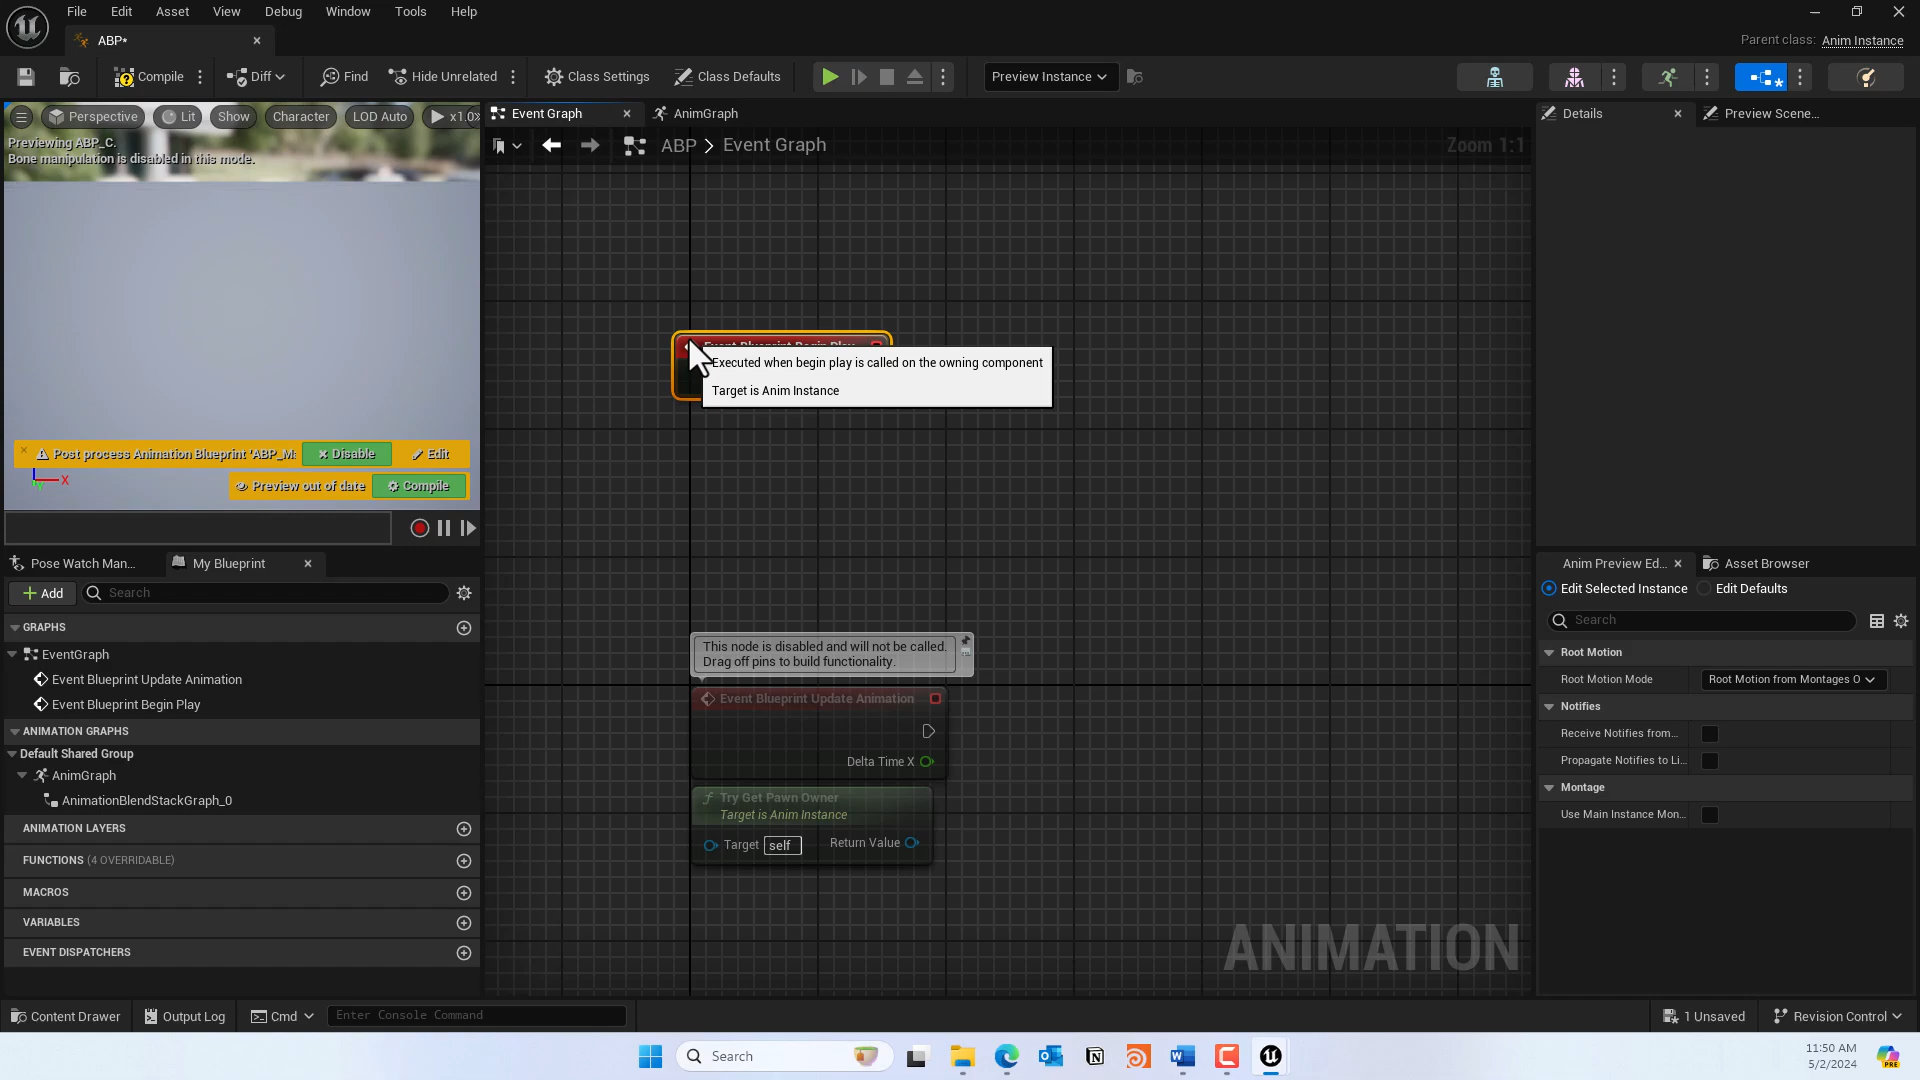 File Edit Asset View Debug Window Tools Help
ABP*
Parent class: Anim Instance
Compile Diff Find Hide Unrelated Class Settings Class Defaults Preview Instance
Perspective Lit Show Character LOD Auto x1.0
Previewing ABP_C.
Bone manipulation is disabled in this mode.
Post process Animation Blueprint 'ABP_M: Disable Edit
Preview out of date Compile
X
Event Graph AnimGraph
ABP > Event Graph
Zoom 1:1
Event Blueprint Begin Play
Executed when begin play is called on the owning component
Target is Anim Instance
This node is disabled and will not be called.
Drag off pins to build functionality.
Event Blueprint Update Animation
Delta Time X
Try Get Pawn Owner
Target is Anim Instance
Target self Return Value
ANIMATION
Pose Watch Man... My Blueprint
Add Search
GRAPHS
EventGraph
Event Blueprint Update Animation
Event Blueprint Begin Play
ANIMATION GRAPHS
Default Shared Group
AnimGraph
AnimationBlendStackGraph_0
ANIMATION LAYERS
FUNCTIONS (4 OVERRIDABLE)
MACROS
VARIABLES
EVENT DISPATCHERS
Details Preview Scene...
Anim Preview Ed... Asset Browser
Edit Selected Instance Edit Defaults
Search
Root Motion
Root Motion Mode Root Motion from Montages O
Notifies
Receive Notifies from...
Propagate Notifies to Li...
Montage
Use Main Instance Mon...
Content Drawer Output Log Cmd Enter Console Command 1 Unsaved Revision Control
Search
11:50 AM
5/2/2024
PRE